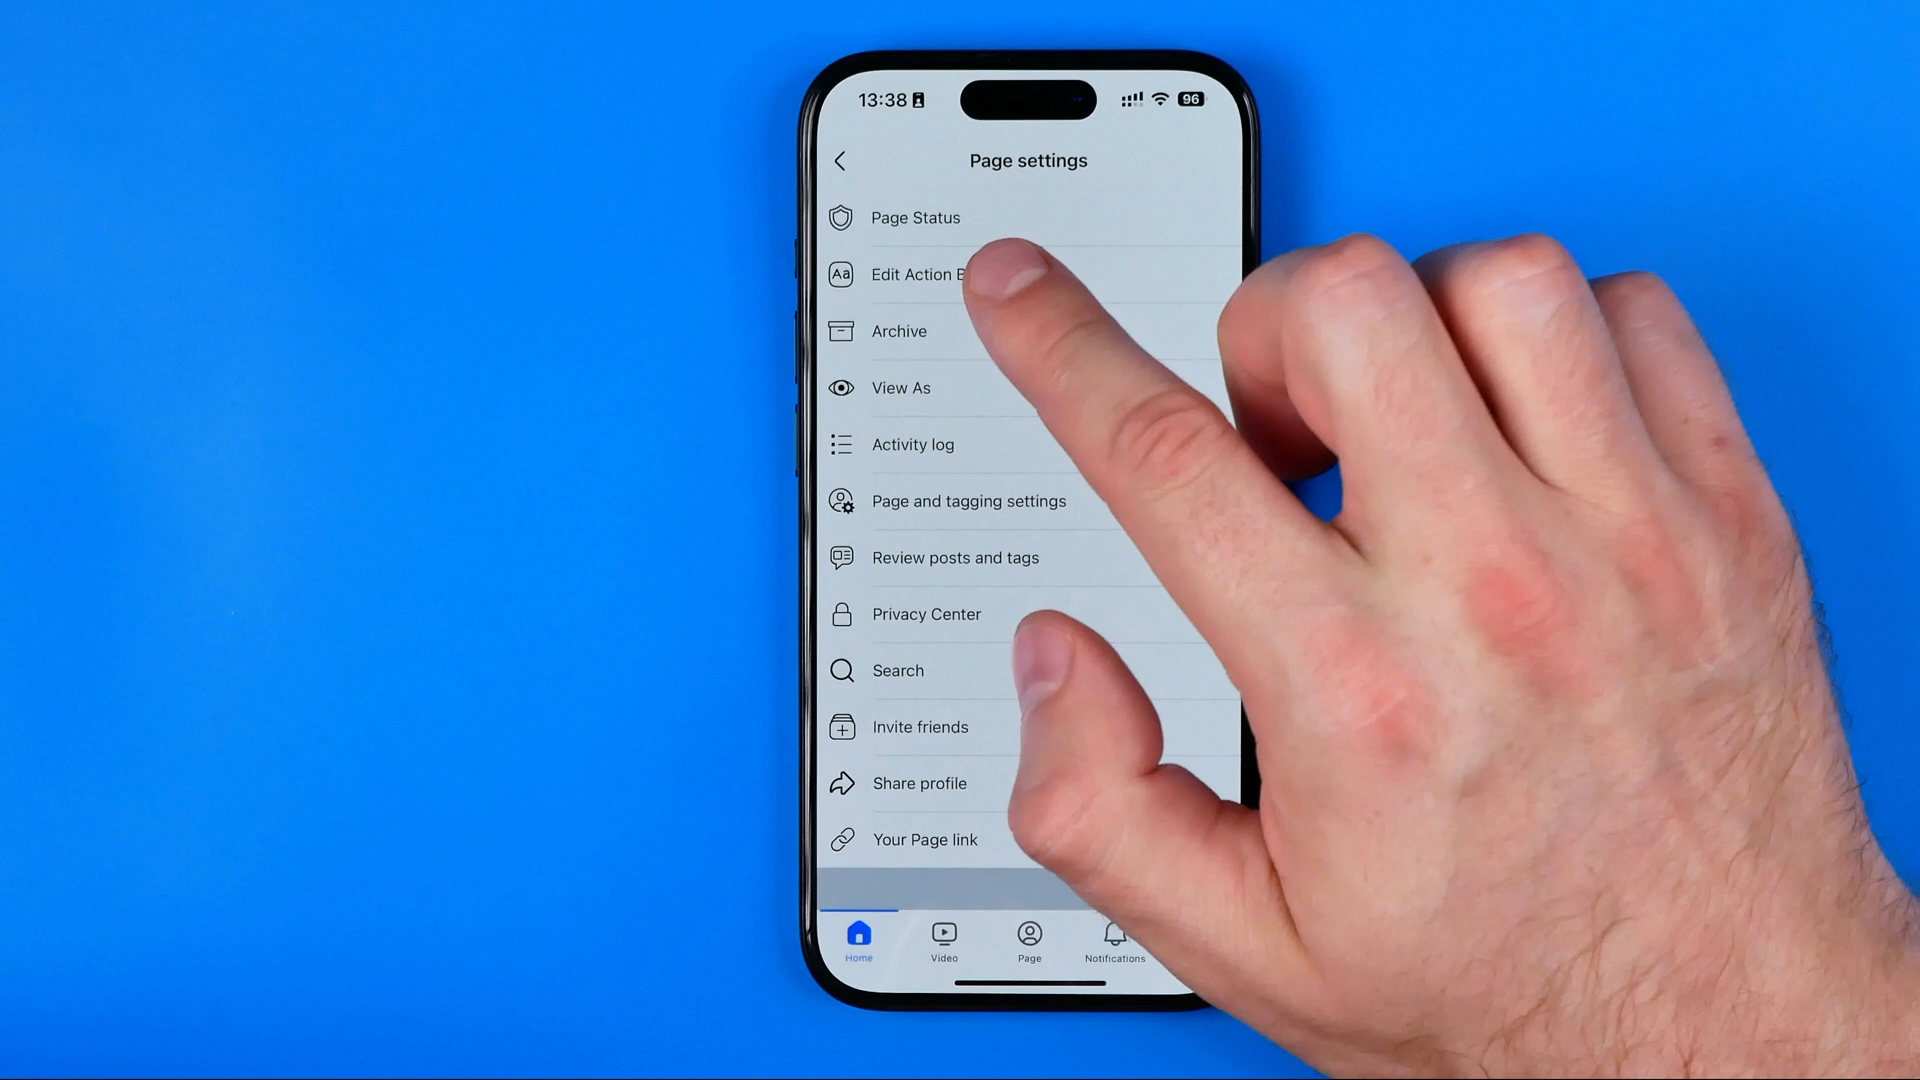 13:38
96
Page settings
Page Status
Aa Edit Action
Archive
View As
Activity log
Page and tagging settings
Review posts and tags
Privacy Center
Search
Invite friends
Share profile
Your Page link
Home Video Page Notifications